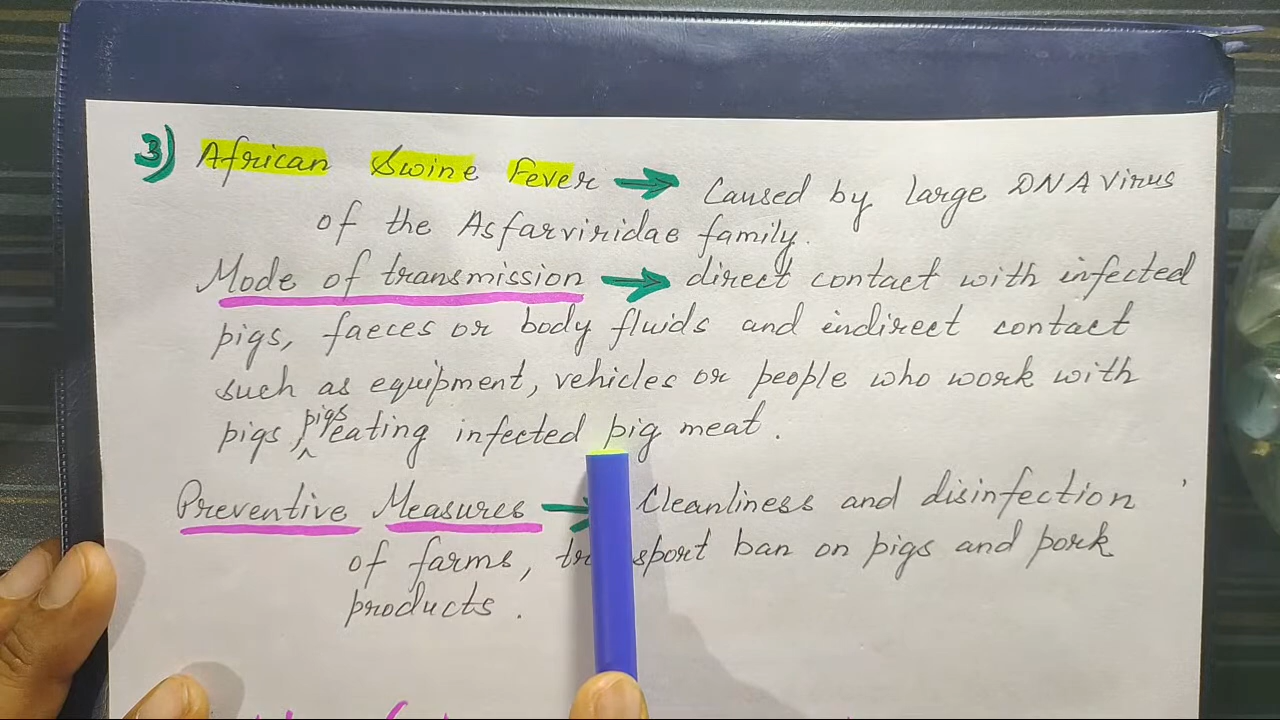 3) African Swine Fever → Caused by large DNA virus
of the Asfarviridae family.
Mode of transmission → direct contact with infected
pigs, faeces or body fluids and indirect contact
such as equipment, vehicles or people who work with
pigs, pigs eating infected pig meat.
Preventive Measures → Cleanliness and disinfection
of farms, transport ban on pigs and pork
products.